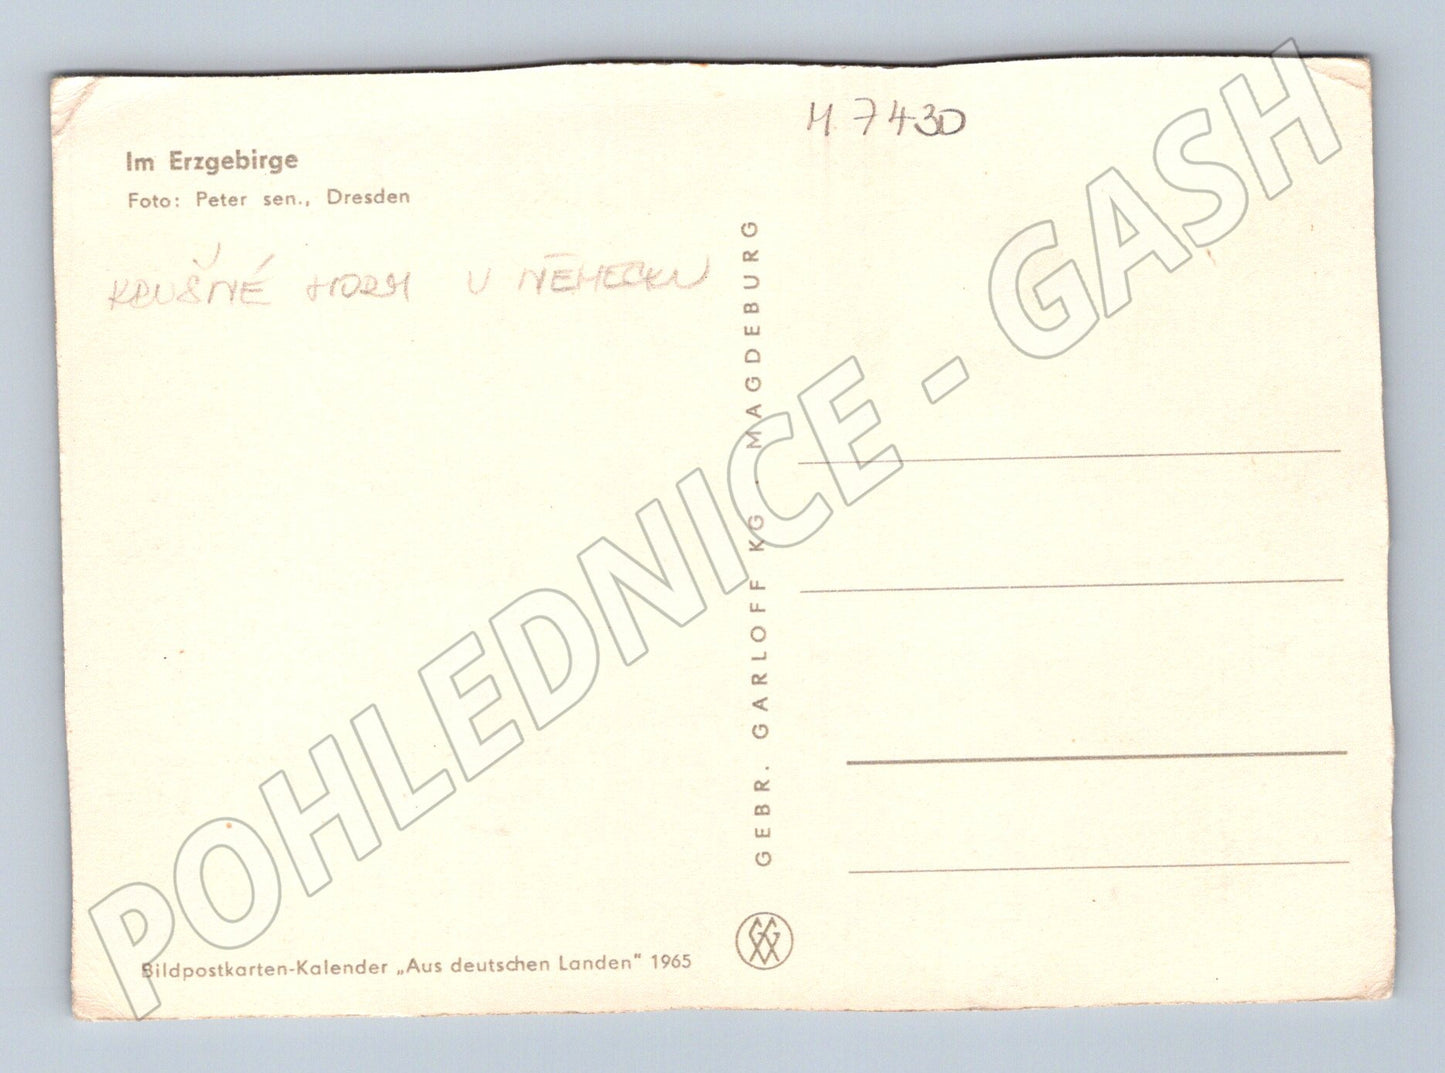 M 7430
Im Erzgebirge
Foto: Peter sen., Dresden
KRUŠNÉ HORY V NĚMECKU
GEBR. GARLOFF KG · MAGDEBURG
Bildpostkarten-Kalender „Aus deutschen Landen" 1965
POHLEDNICE - GASH